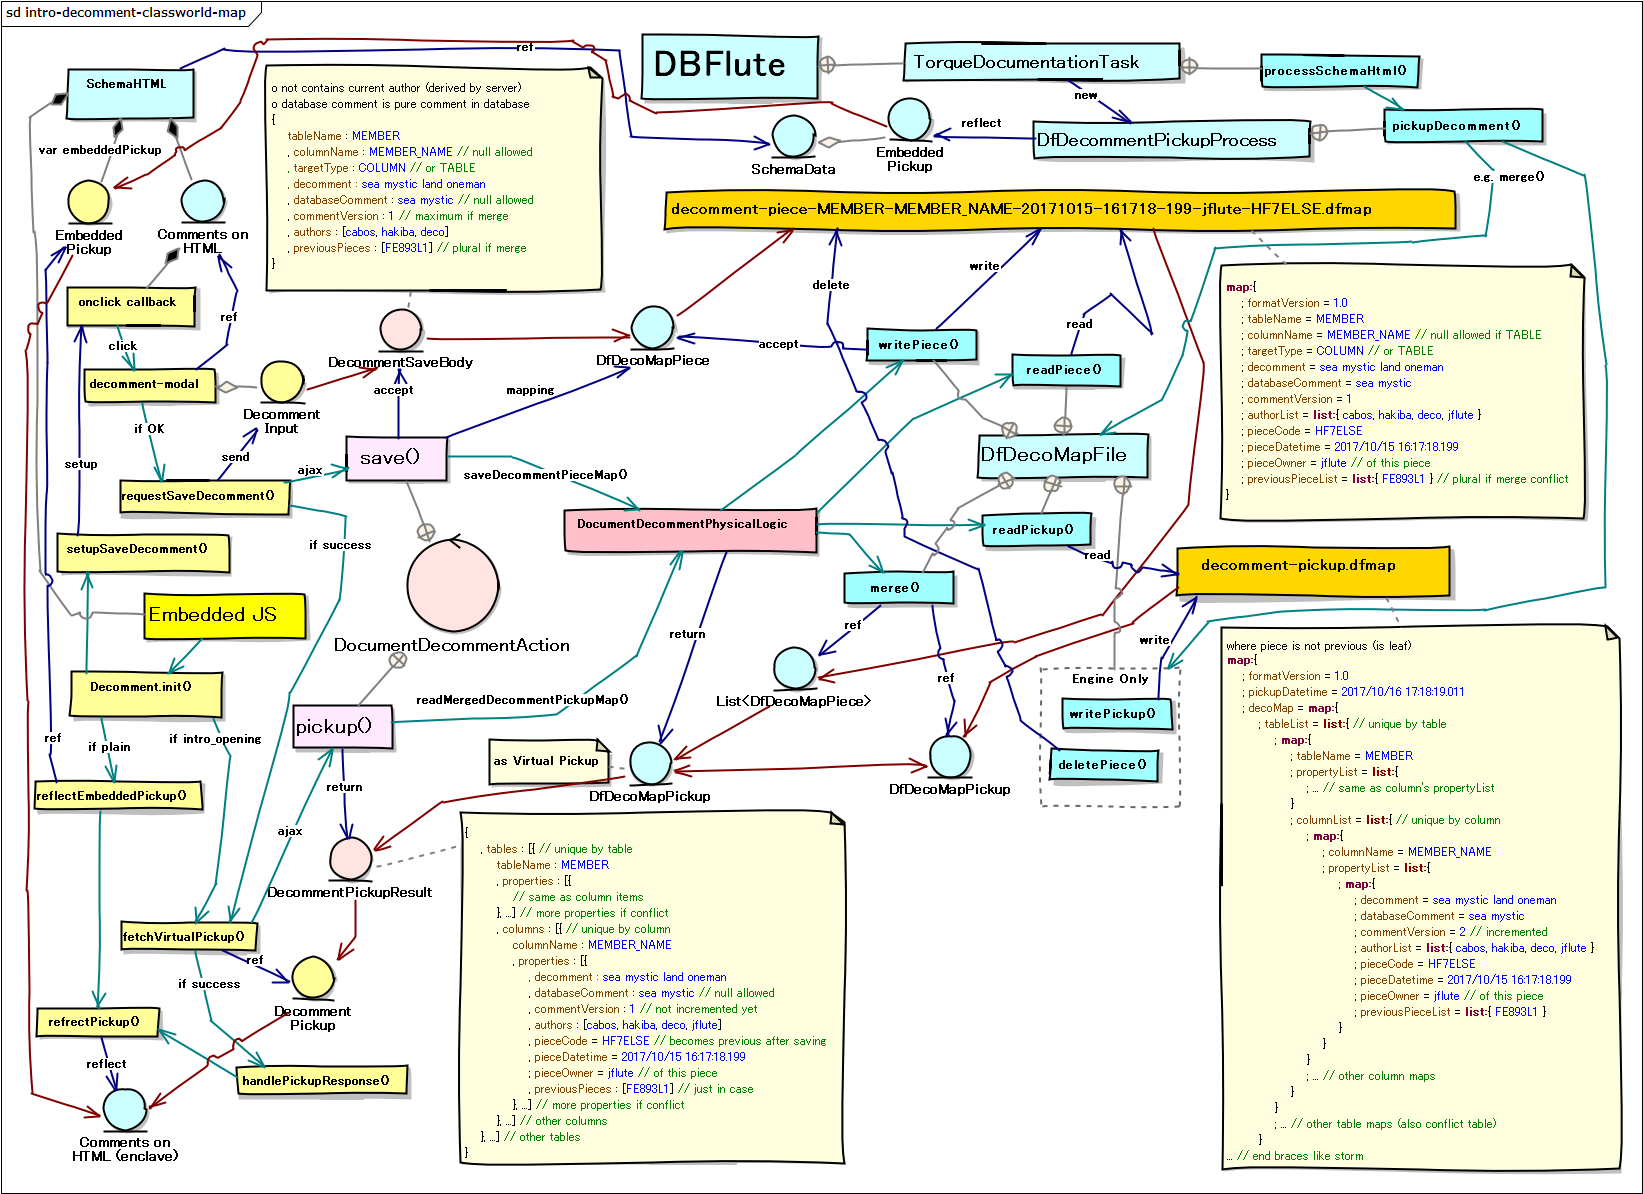 sd intro-decomment-classworld-map
ref
SchemaHTML
DBFlute
TorqueDocumentationTask
processSchemaHtml()
new
o not contains current author (derived by server)
o database comment is pure comment in database
{
tableName : MEMBER
, columnName : MEMBER_NAME // null allowed
, targetType : COLUMN // or TABLE
, decomment : sea mystic land oneman
, databaseComment : sea mystic // null allowed
, commentVersion : 1 // maximum if merge
, authors : [cabos, hakiba, deco]
, previousPieces : [FE893L1] // plural if merge
}
reflect
pickupDecomment()
DfDecommentPickupProcess
var embeddedPickup
SchemaData
Embedded
Pickup
e.g. merge()
decomment-piece-MEMBER-MEMBER_NAME-20171015-161718-199-jflute-HF7ELSE.dfmap
Embedded
Pickup
Comments on
HTML
write
delete
map:{
; formatVersion = 1.0
; tableName = MEMBER
; columnName = MEMBER_NAME // null allowed if TABLE
; targetType = COLUMN // or TABLE
; decomment = sea mystic land oneman
; databaseComment = sea mystic
; commentVersion = 1
; authorList = list:{ cabos, hakiba, deco, jflute }
; pieceCode = HF7ELSE
; pieceDatetime = 2017/10/15 16:17:18.199
; pieceOwner = jflute // of this piece
; previousPieceList = list:{ FE893L1 } // plural if merge conflict
}
onclick callback
ref
click
read
accept
writePiece()
DecommentSaveBody
DfDecoMapPiece
readPiece()
decomment-modal
accept
mapping
Decomment
Input
if OK
send
setup
ajax
save()
saveDecommentPieceMap()
DfDecoMapFile
requestSaveDecomment()
DocumentDecommentPhysicalLogic
readPickup()
read
if success
setupSaveDecomment()
decomment-pickup.dfmap
merge()
Embedded JS
ref
return
DocumentDecommentAction
write
Engine Only
Decomment.init()
List<DfDecoMapPiece>
ref
readMergedDecommentPickupMap()
writePickup()
pickup()
ref
if plain
if intro_opening
as Virtual Pickup
deletePiece()
return
reflectEmbeddedPickup()
DfDecoMapPickup
DfDecoMapPickup
ajax
where piece is not previous (is leaf)
map:{
; formatVersion = 1.0
; pickupDatetime = 2017/10/16 17:18:19.011
; decoMap = map:{
; tableList = list:{ // unique by table
; map:{
; tableName = MEMBER
; propertyList = list:{
; ... // same as column's propertyList
}
; columnList = list:{ // unique by column
; map:{
; columnName = MEMBER_NAME
; propertyList = list:{
; map:{
; decomment = sea mystic land oneman
; databaseComment = sea mystic
; commentVersion = 2 // incremented
; authorList = list:{ cabos, hakiba, deco, jflute }
; pieceCode = HF7ELSE
; pieceDatetime = 2017/10/15 16:17:18.199
; pieceOwner = jflute // of this piece
; previousPieceList = list:{ FE893L1 }
}
}
}
; ... // other column maps
}
}
; ... // other table maps (also conflict table)
}
... // end braces like storm
DecommentPickupResult
{
, tables : [{ // unique by table
tableName : MEMBER
, properties : [{
// same as column items
}, ...] // more properties if conflict
, columns : [{ // unique by column
columnName : MEMBER_NAME
, properties : [{
, decomment : sea mystic land oneman
, databaseComment : sea mystic // null allowed
, commentVersion : 1 // not incremented yet
, authors : [cabos, hakiba, deco, jflute]
, pieceCode = HF7ELSE // becomes previous after saving
, pieceDatetime = 2017/10/15 16:17:18.199
; pieceOwner = jflute // of this piece
, previousPieces : [FE893L1] // just in case
}, ...] // more properties if conflict
}, ...] // other columns
}, ...] // other tables
}
fetchVirtualPickup()
ref
if success
Decomment
Pickup
refrectPickup()
reflect
handlePickupResponse()
Comments on
HTML (enclave)